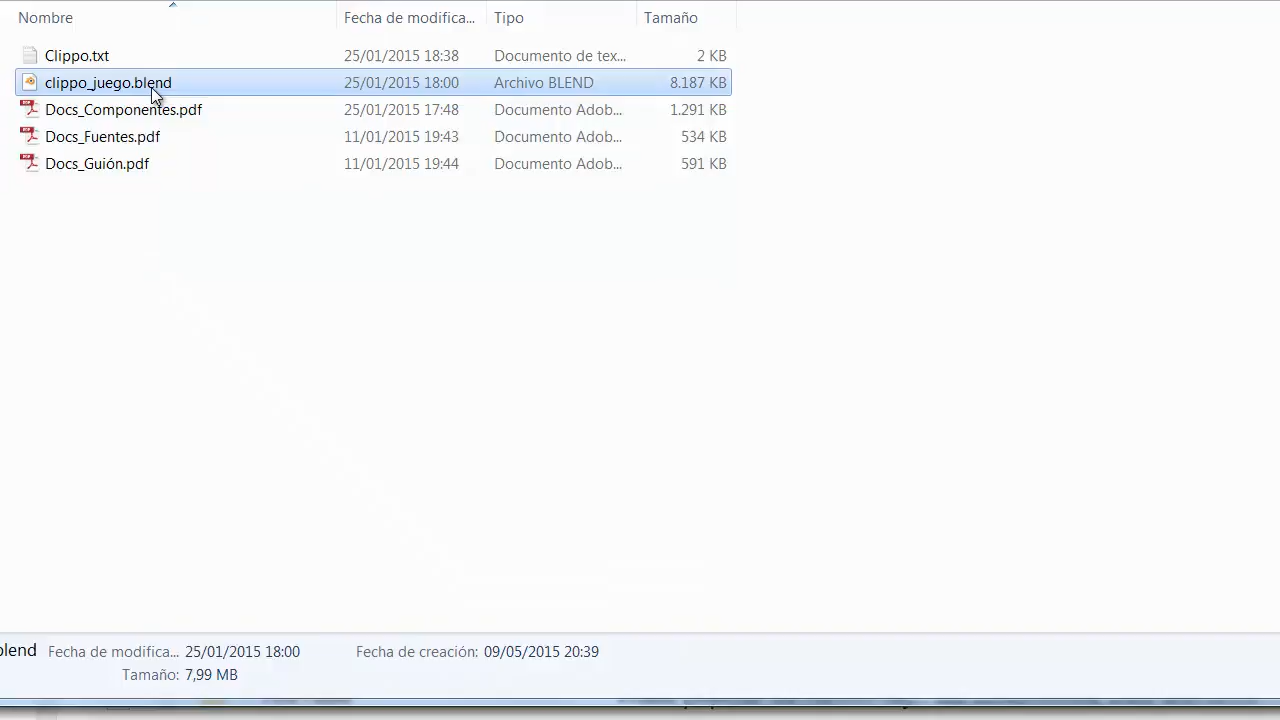 Nombre Fecha de modifica... Tipo Tamaño
Clippo.txt 25/01/2015 18:38 Documento de tex... 2 KB
clippo_juego.blend 25/01/2015 18:00 Archivo BLEND 8.187 KB
Docs_Componentes.pdf 25/01/2015 17:48 Documento Adob... 1.291 KB
Docs_Fuentes.pdf 11/01/2015 19:43 Documento Adob... 534 KB
Docs_Guión.pdf 11/01/2015 19:44 Documento Adob... 591 KB
blend Fecha de modifica... 25/01/2015 18:00 Fecha de creación: 09/05/2015 20:39
Tamaño: 7,99 MB